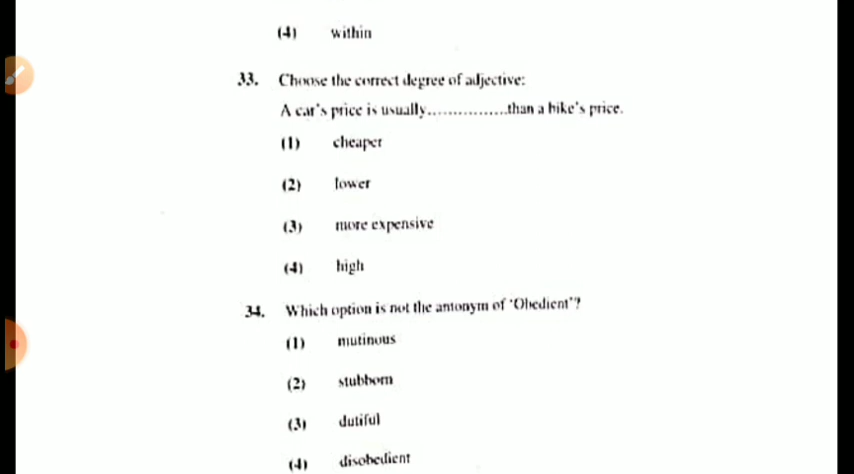 (4) within
33. Choose the correct degree of adjective:
A car's price is usually................than a bike's price.
(1) cheaper
(2) lower
(3) more expensive
(4) high
34. Which option is not the antonym of 'Obedient'?
(1) mutinous
(2) stubborn
(3) dutiful
(4) disobedient